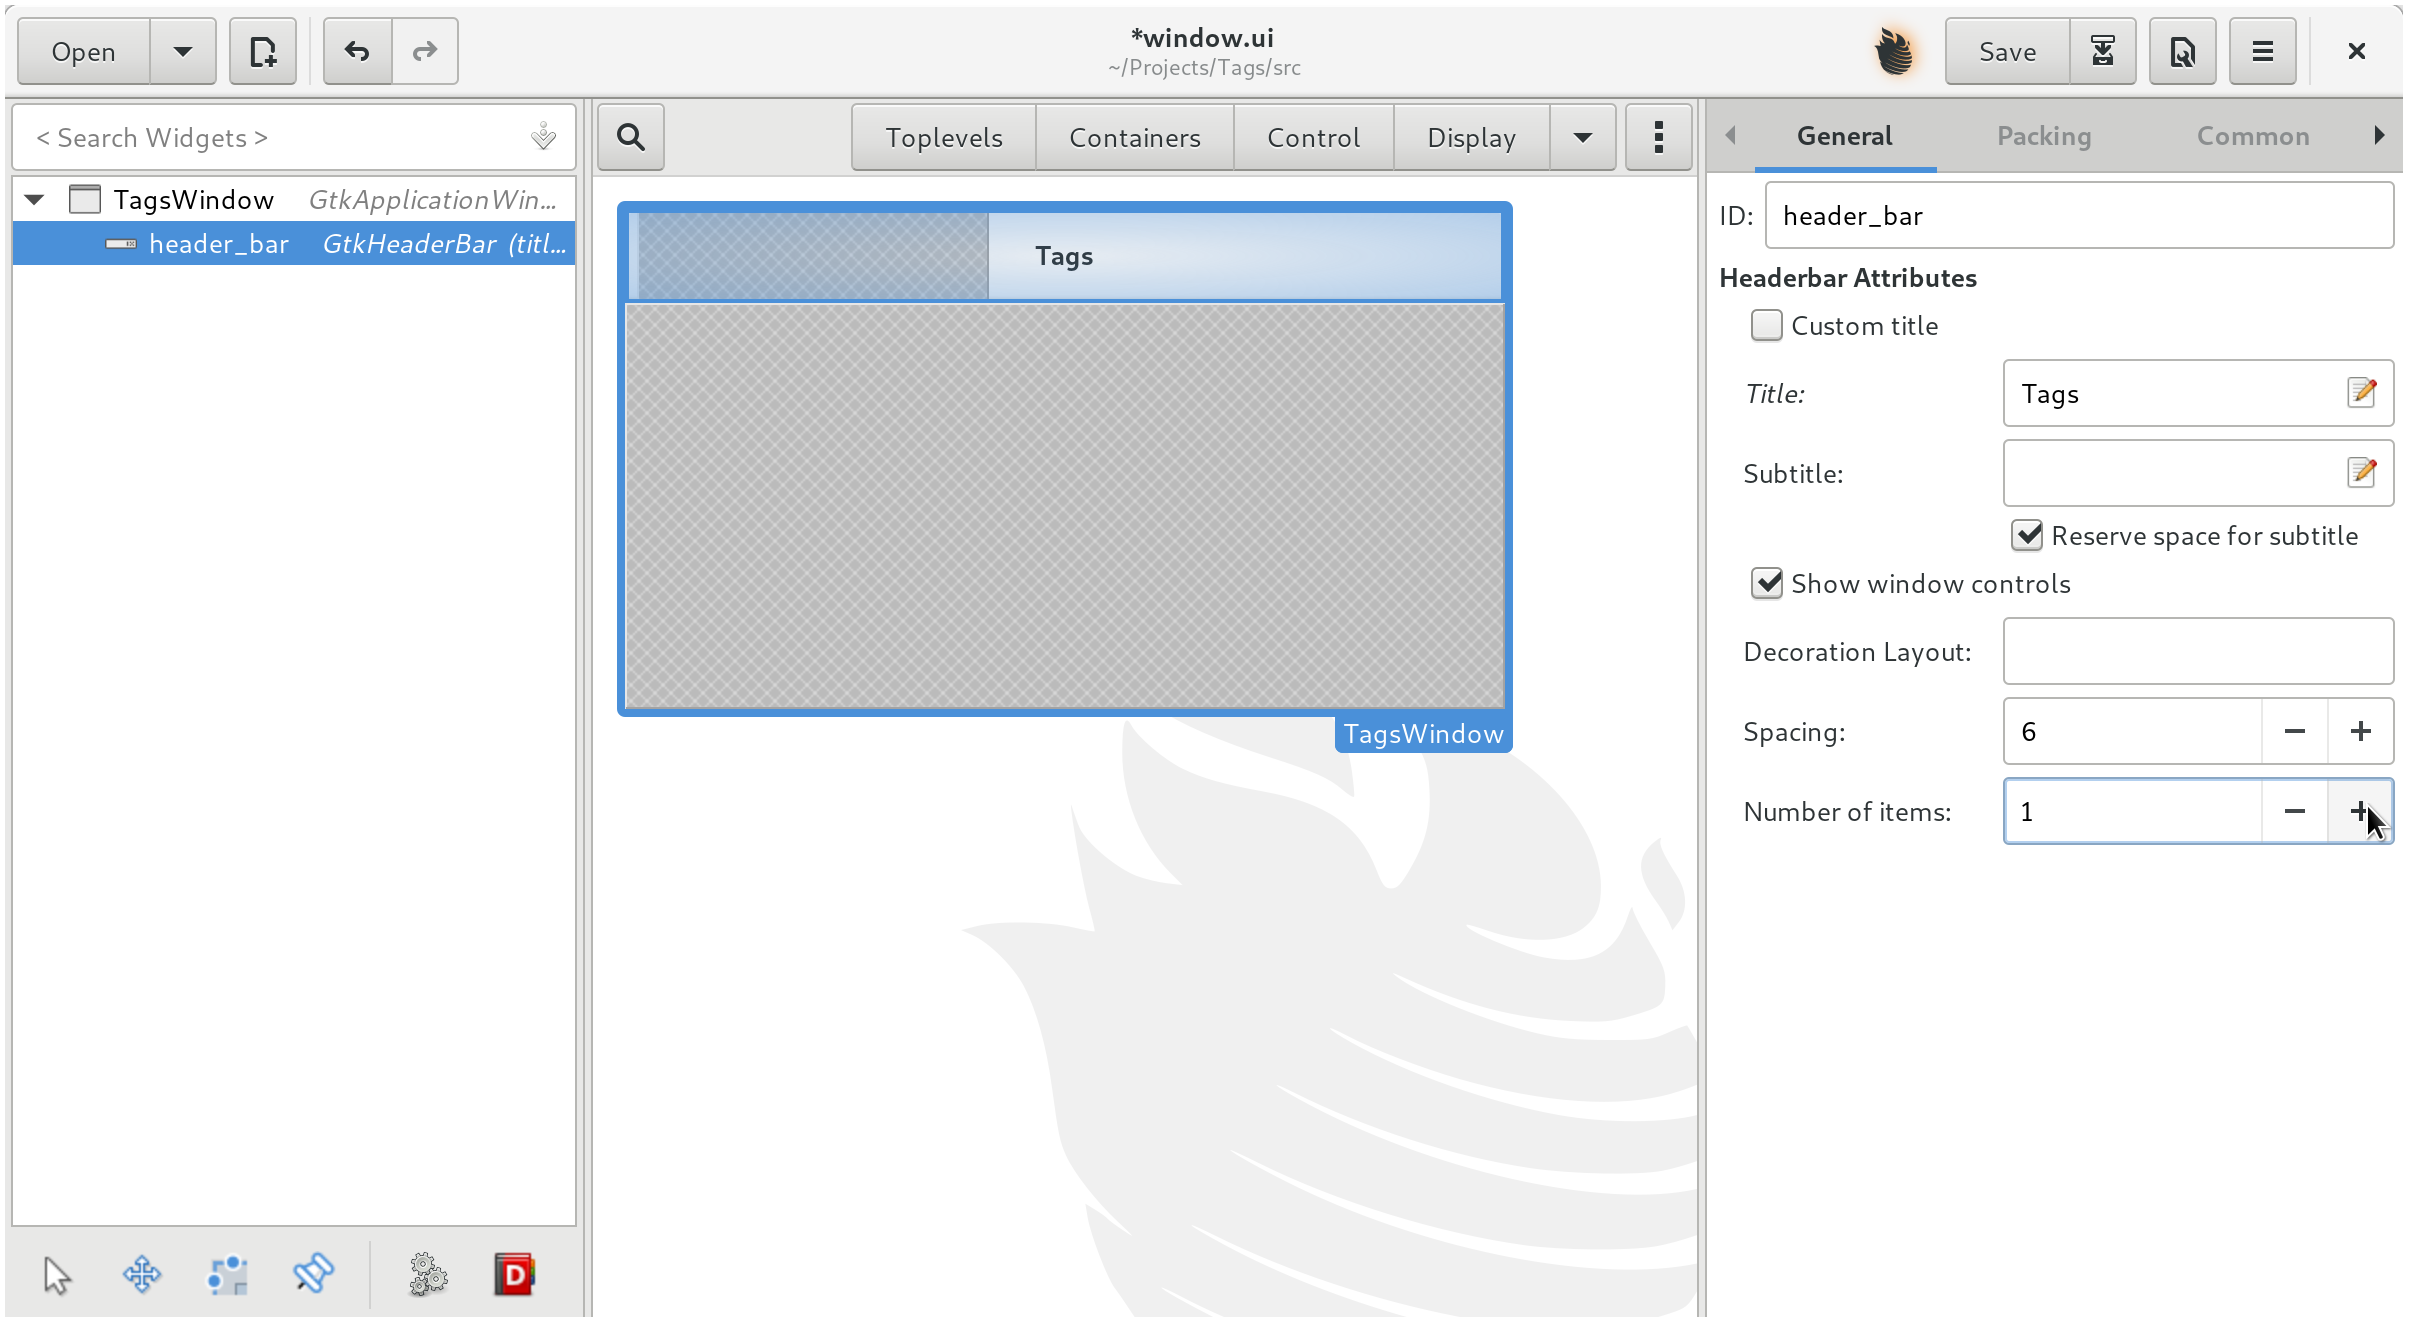 Open
*window.ui
~/Projects/Tags/src
Save
< Search Widgets >
TagsWindow GtkApplicationWin...
header_bar GtkHeaderBar (titl...
Toplevels Containers Control Display
Tags
TagsWindow
D
General Packing Common
ID: header_bar
Headerbar Attributes
Custom title
Title: Tags
Subtitle:
Reserve space for subtitle
Show window controls
Decoration Layout:
Spacing: 6
Number of items: 1